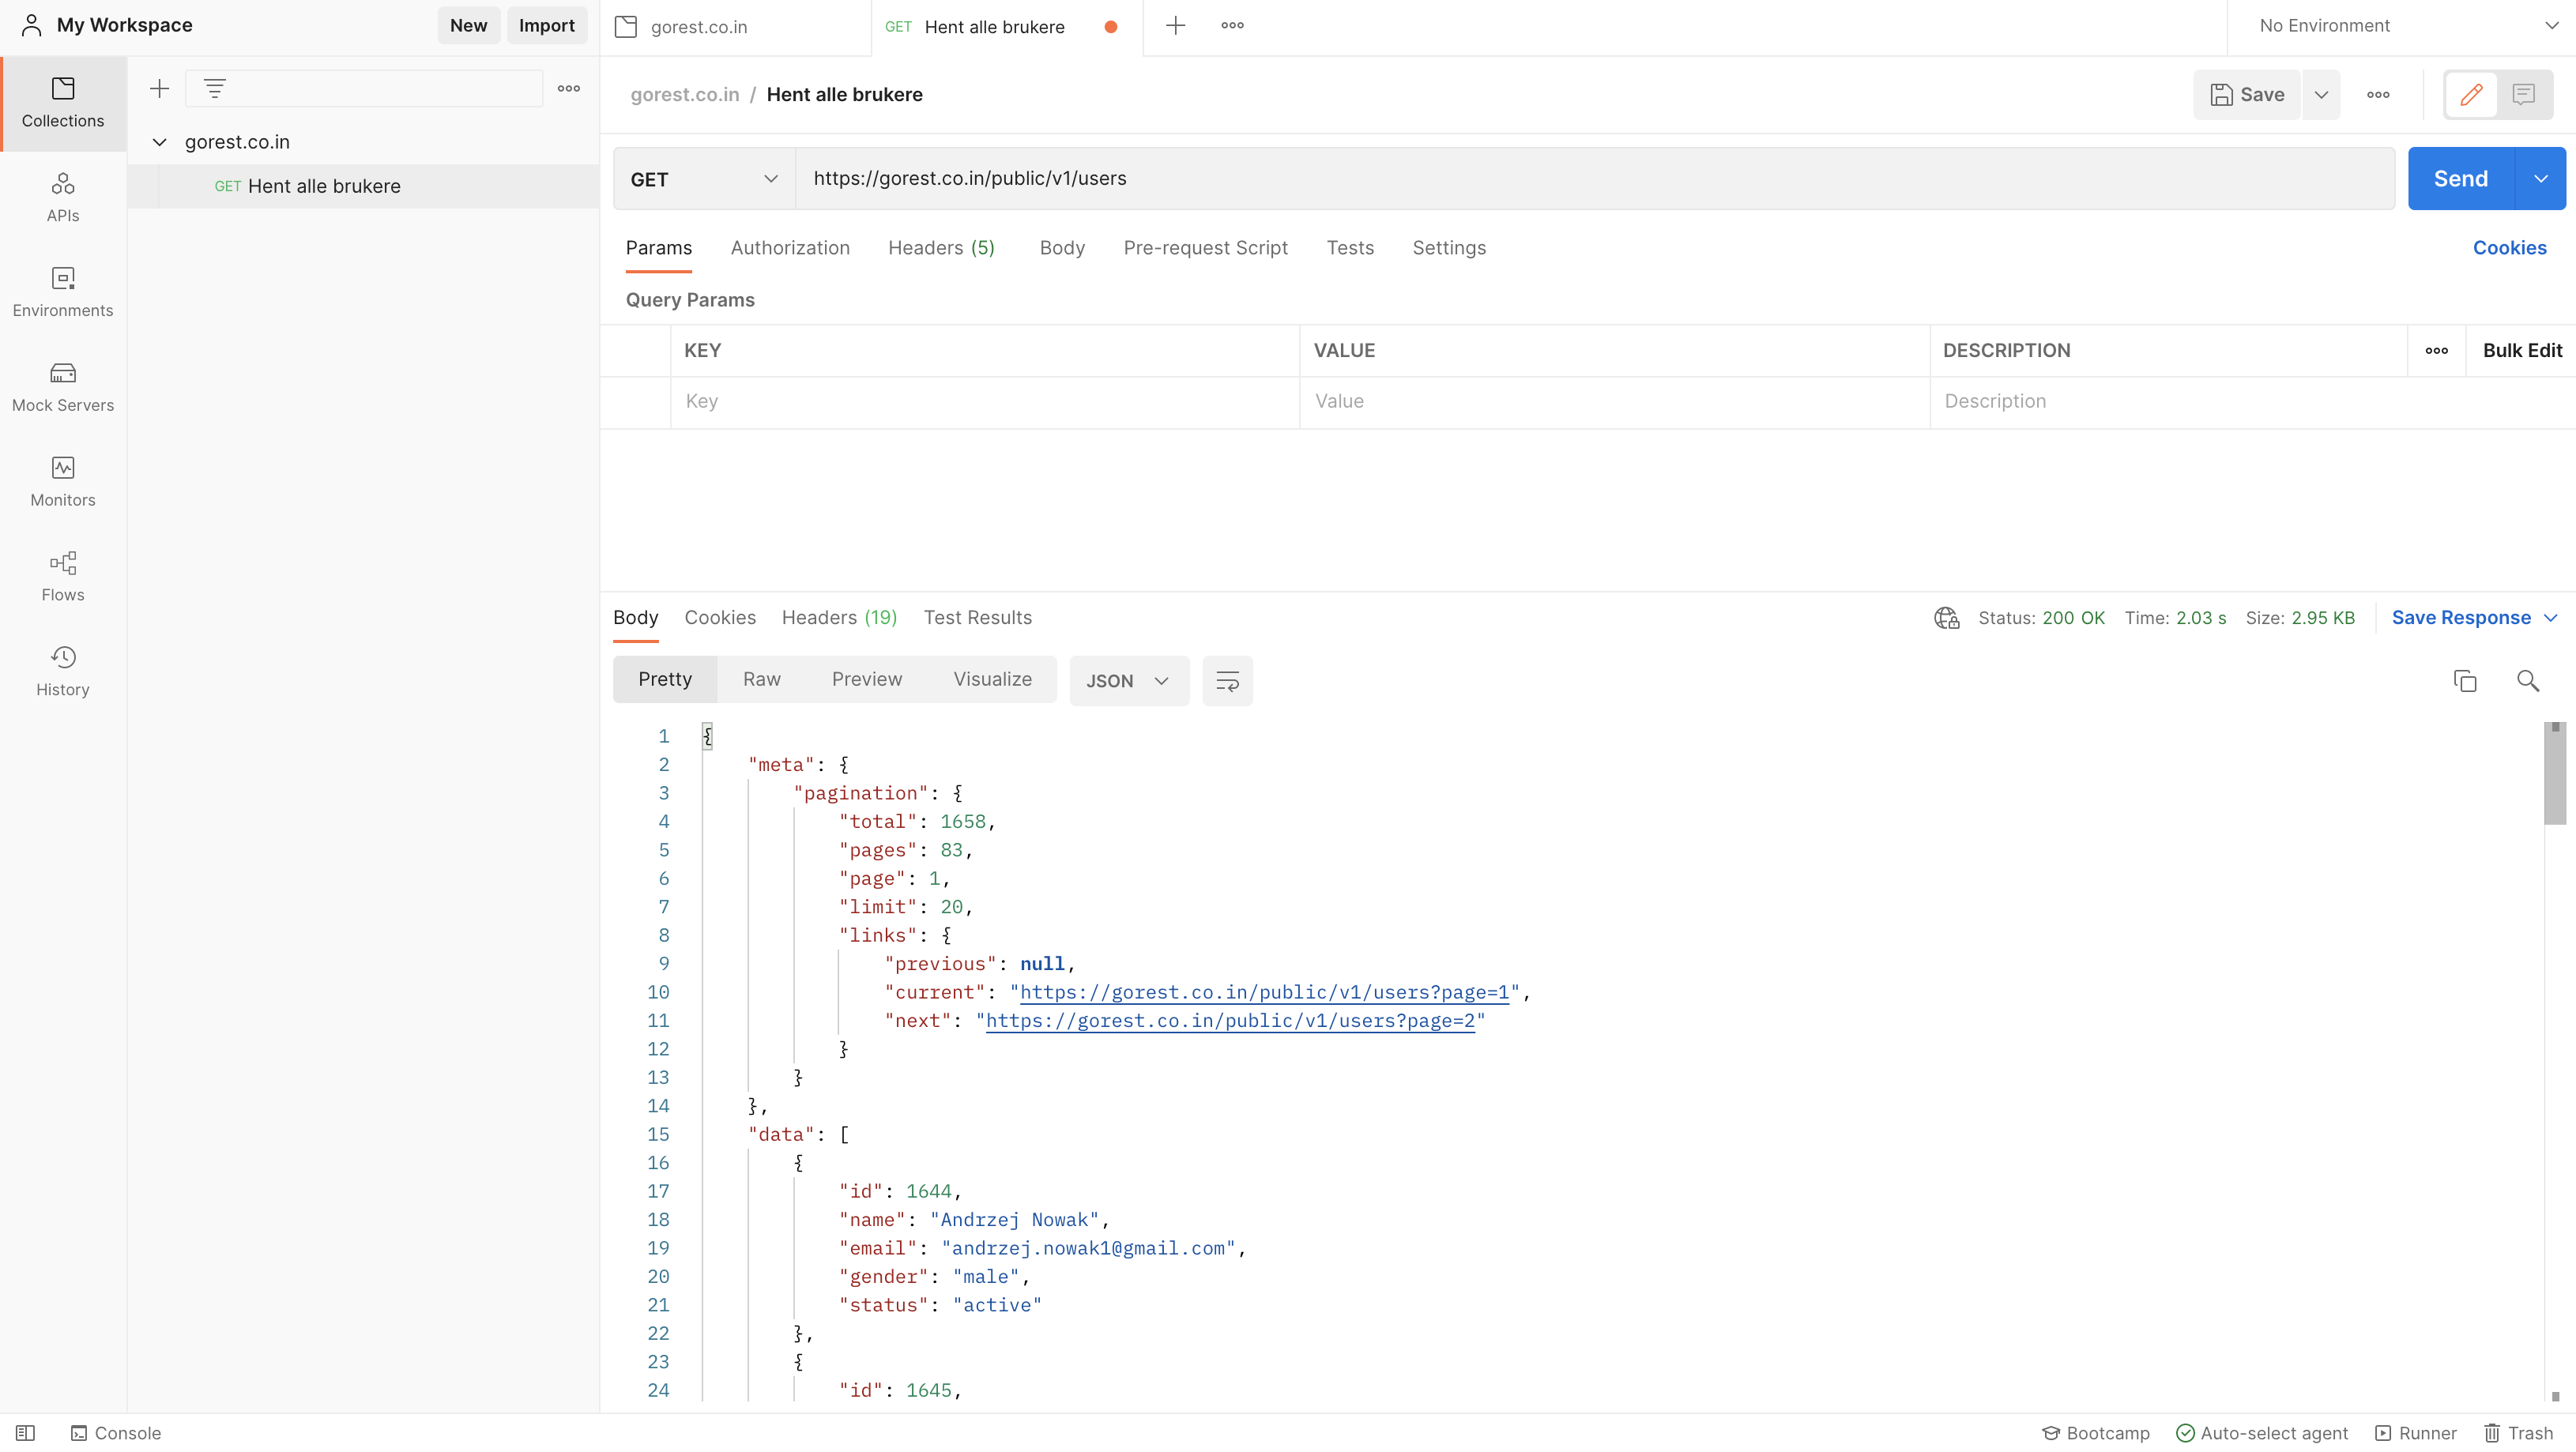 My Workspace
New
Import
gorest.co.in
GET Hent alle brukere
No Environment
Collections
APIs
Environments
Mock Servers
Monitors
Flows
History
gorest.co.in
GET Hent alle brukere
gorest.co.in / Hent alle brukere
Save
GET
https://gorest.co.in/public/v1/users
Send
Params
Authorization
Headers (5)
Body
Pre-request Script
Tests
Settings
Cookies
Query Params
KEY
VALUE
DESCRIPTION
Bulk Edit
Key
Value
Description
Body
Cookies
Headers (19)
Test Results
Status: 200 OK
Time: 2.03 s
Size: 2.95 KB
Save Response
Pretty
Raw
Preview
Visualize
JSON
1 {
2 "meta": {
3 "pagination": {
4 "total": 1658,
5 "pages": 83,
6 "page": 1,
7 "limit": 20,
8 "links": {
9 "previous": null,
10 "current": "https://gorest.co.in/public/v1/users?page=1",
11 "next": "https://gorest.co.in/public/v1/users?page=2"
12 }
13 }
14 },
15 "data": [
16 {
17 "id": 1644,
18 "name": "Andrzej Nowak",
19 "email": "andrzej.nowak1@gmail.com",
20 "gender": "male",
21 "status": "active"
22 },
23 {
24 "id": 1645,
Console
Bootcamp
Auto-select agent
Runner
Trash